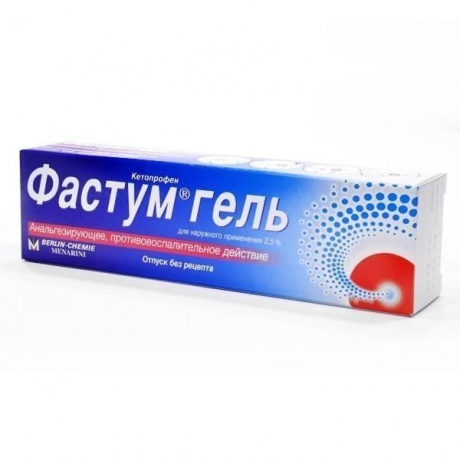 Кетопрофен
Фастум® гель
для наружного применения 2,5 %
Анальгезирующее, противовоспалительное действие
BERLIN-CHEMIE
MENARINI
Отпуск без рецепта